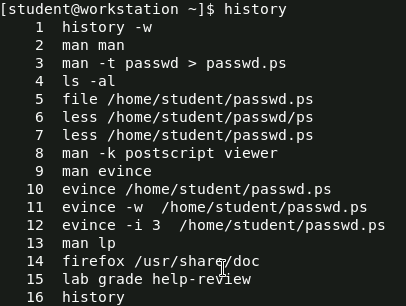 [student@workstation ~]$ history
1 history -w
2 man man
3 man -t passwd > passwd.ps
4 ls -al
5 file /home/student/passwd.ps
6 less /home/student/passwd/ps
7 less /home/student/passwd.ps
8 man -k postscript viewer
9 man evince
10 evince /home/student/passwd.ps
11 evince -w  /home/student/passwd.ps
12 evince -i 3  /home/student/passwd.ps
13 man lp
14 firefox /usr/share/doc
15 lab grade help-review
16 history